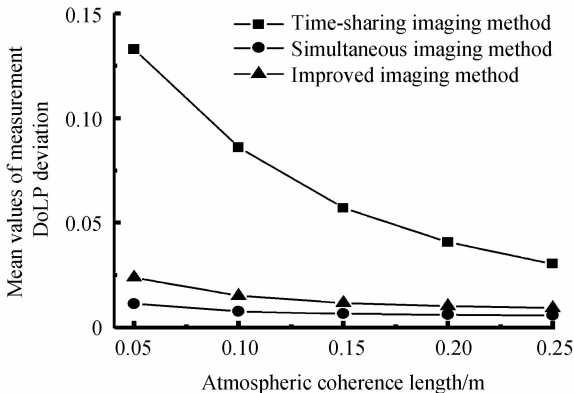 Time-sharing imaging method
Simultaneous imaging method
Improved imaging method
0.15
0.10
0.05
0
Mean values of measurement
DoLP deviation
0.05 0.10 0.15 0.20 0.25
Atmospheric coherence length/m